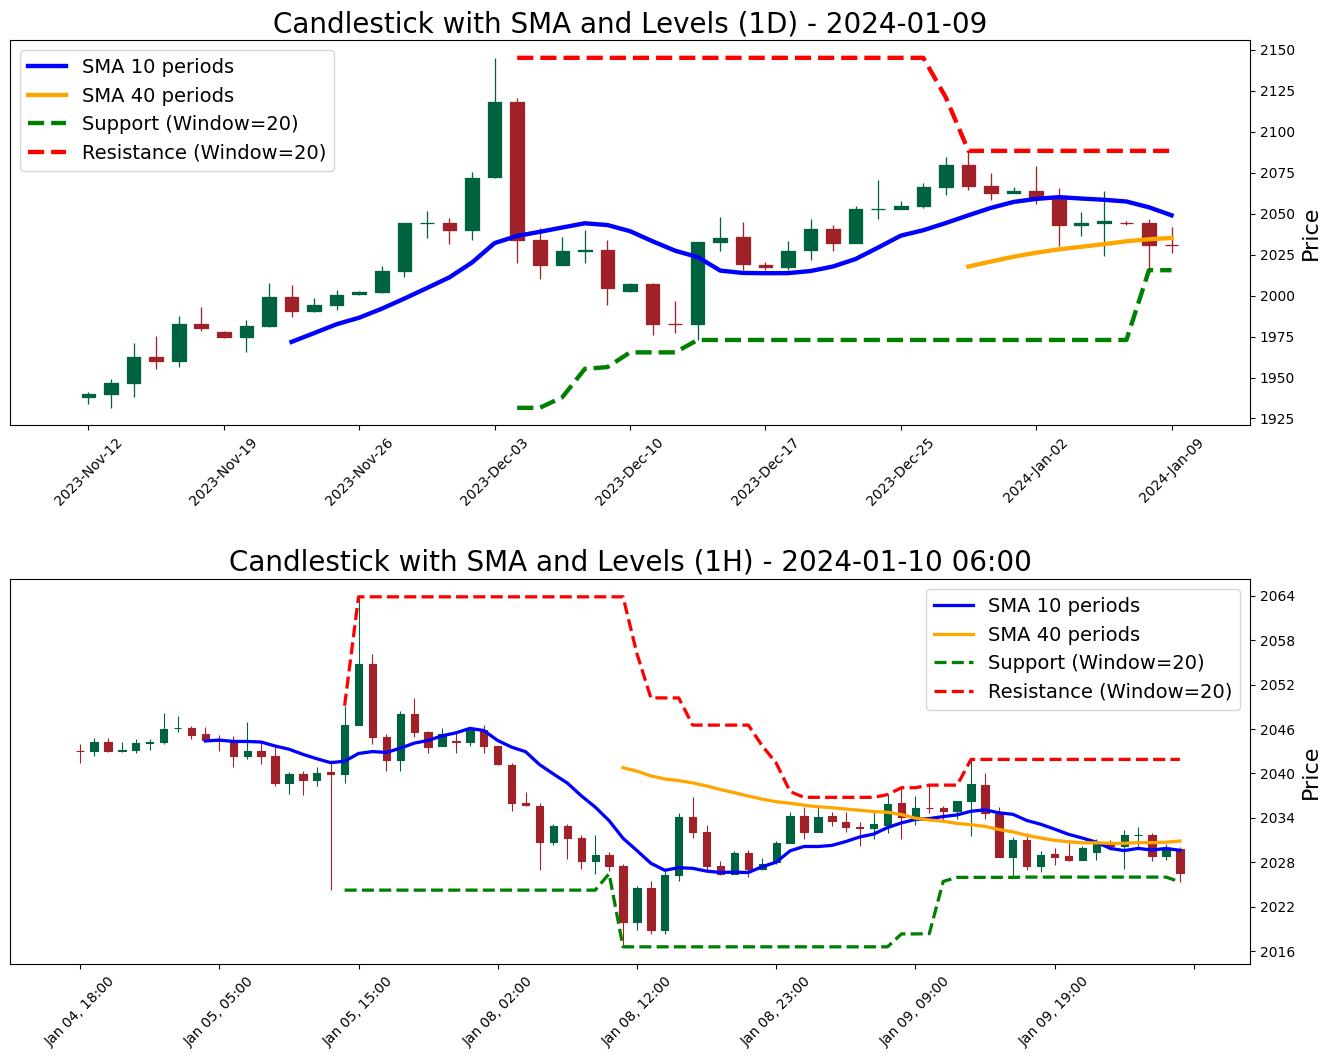 Candlestick with SMA and Levels (1D) - 2024-01-09
SMA 10 periods
SMA 40 periods
Support (Window=20)
Resistance (Window=20)
2150
2125
2100
2075
2050
2025
2000
1975
1950
1925
Price
2023-Nov-12
2023-Nov-19
2023-Nov-26
2023-Dec-03
2023-Dec-10
2023-Dec-17
2023-Dec-25
2024-Jan-02
2024-Jan-09
Candlestick with SMA and Levels (1H) - 2024-01-10 06:00
SMA 10 periods
SMA 40 periods
Support (Window=20)
Resistance (Window=20)
2064
2058
2052
2046
2040
2034
2028
2022
2016
Price
Jan 04, 18:00
Jan 05, 05:00
Jan 05, 15:00
Jan 08, 02:00
Jan 08, 12:00
Jan 08, 23:00
Jan 09, 09:00
Jan 09, 19:00